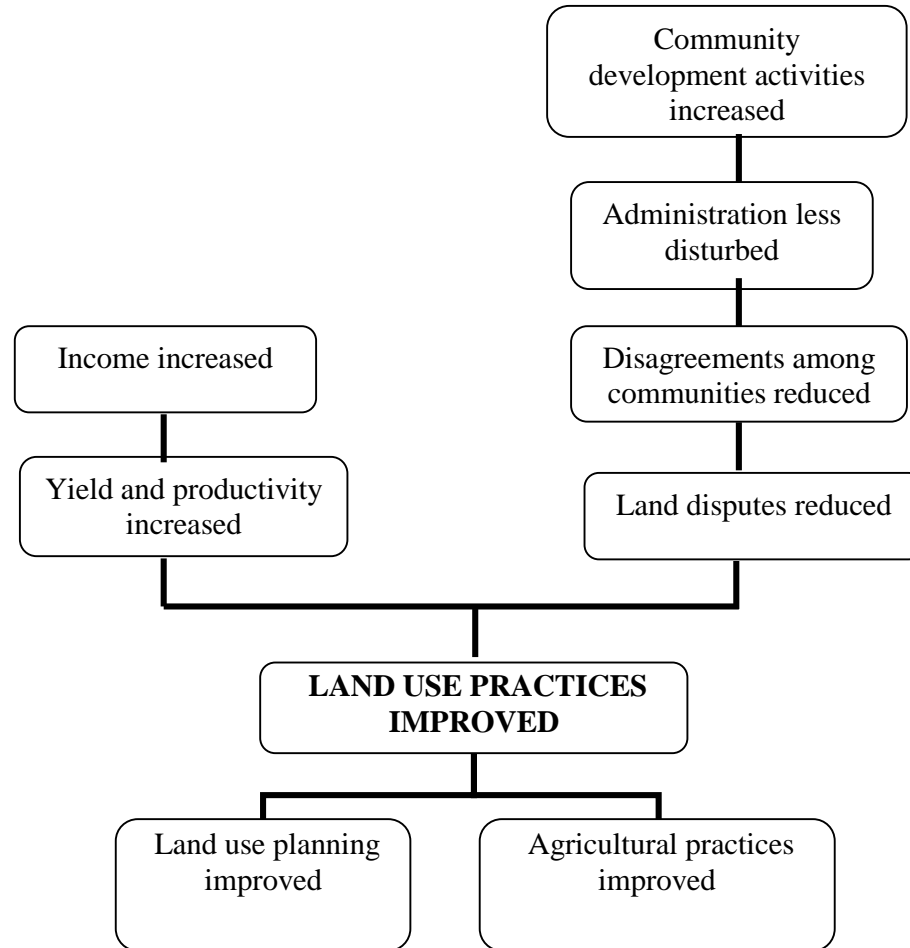 Community
development activities
increased
Administration less
disturbed
Income increased
Disagreements among
communities reduced
Yield and productivity
increased
Land disputes reduced
LAND USE PRACTICES
IMPROVED
Land use planning
improved
Agricultural practices
improved